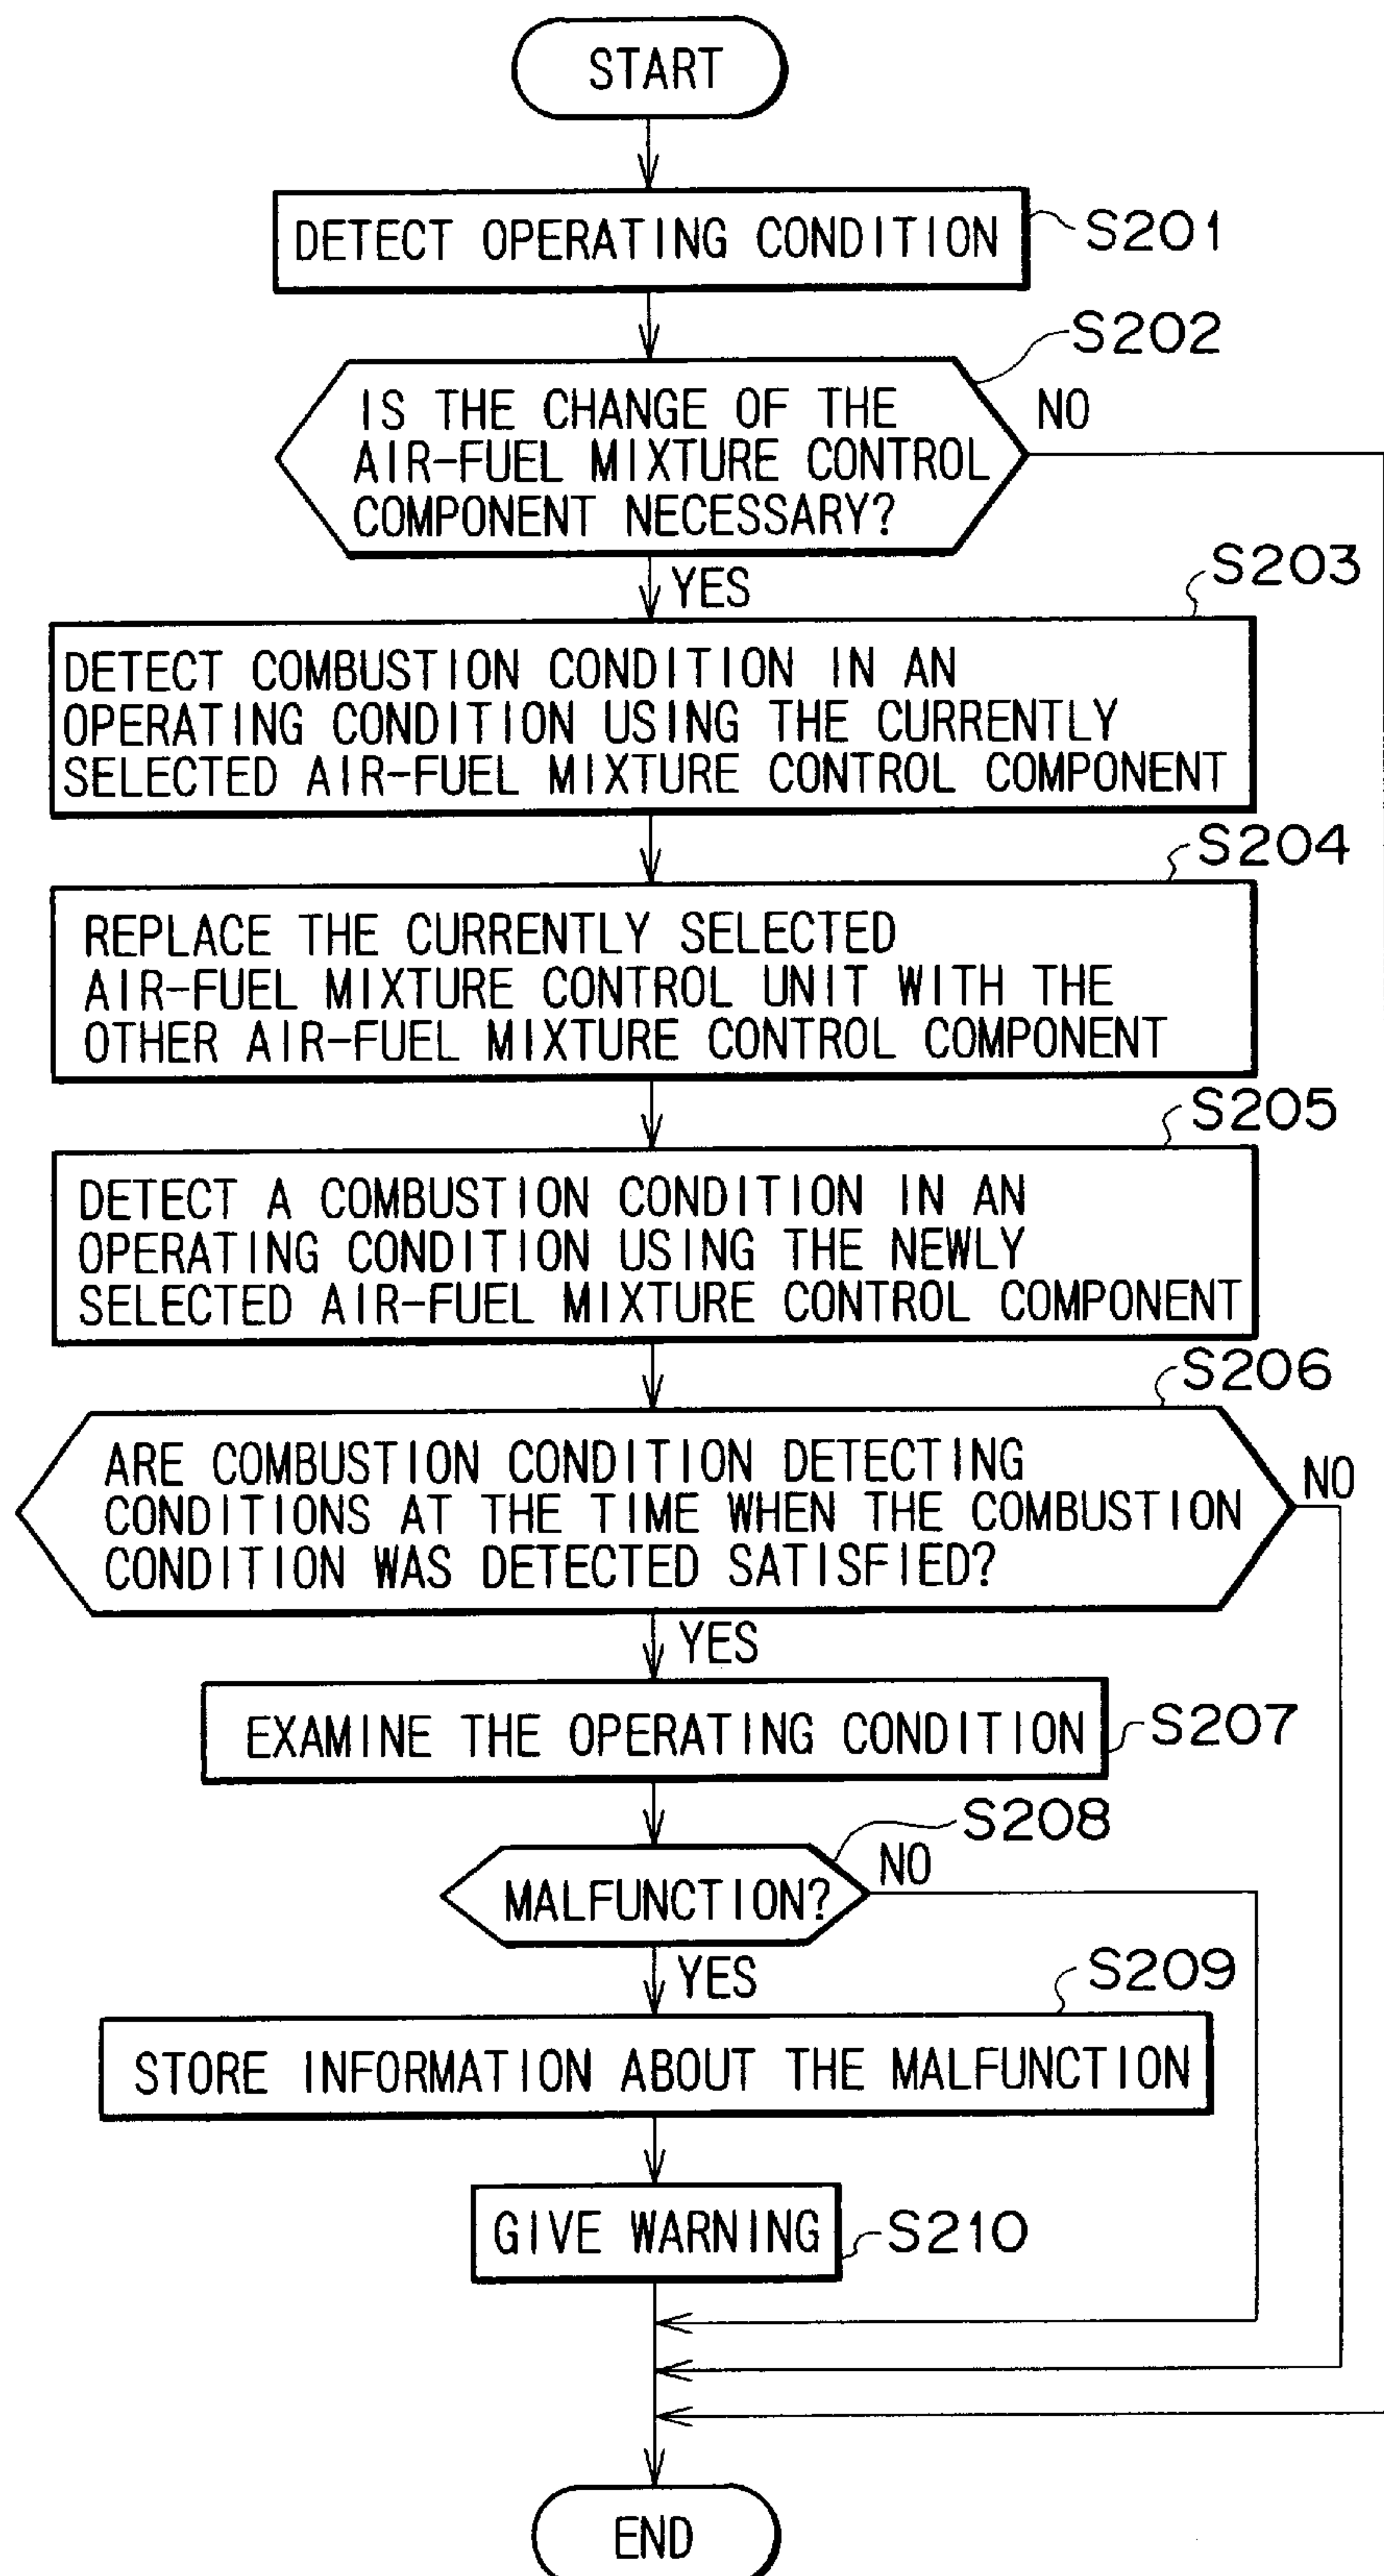 START
DETECT OPERATING CONDITION
S201
S202
IS THE CHANGE OF THE
AIR-FUEL MIXTURE CONTROL
COMPONENT NECESSARY?
NO
YES
S203
DETECT COMBUSTION CONDITION IN AN
OPERATING CONDITION USING THE CURRENTLY
SELECTED AIR-FUEL MIXTURE CONTROL COMPONENT
S204
REPLACE THE CURRENTLY SELECTED
AIR-FUEL MIXTURE CONTROL UNIT WITH THE
OTHER AIR-FUEL MIXTURE CONTROL COMPONENT
S205
DETECT A COMBUSTION CONDITION IN AN
OPERATING CONDITION USING THE NEWLY
SELECTED AIR-FUEL MIXTURE CONTROL COMPONENT
S206
ARE COMBUSTION CONDITION DETECTING
CONDITIONS AT THE TIME WHEN THE COMBUSTION
CONDITION WAS DETECTED SATISFIED?
NO
YES
EXAMINE THE OPERATING CONDITION
S207
S208
MALFUNCTION?
NO
YES
S209
STORE INFORMATION ABOUT THE MALFUNCTION
GIVE WARNING
S210
END